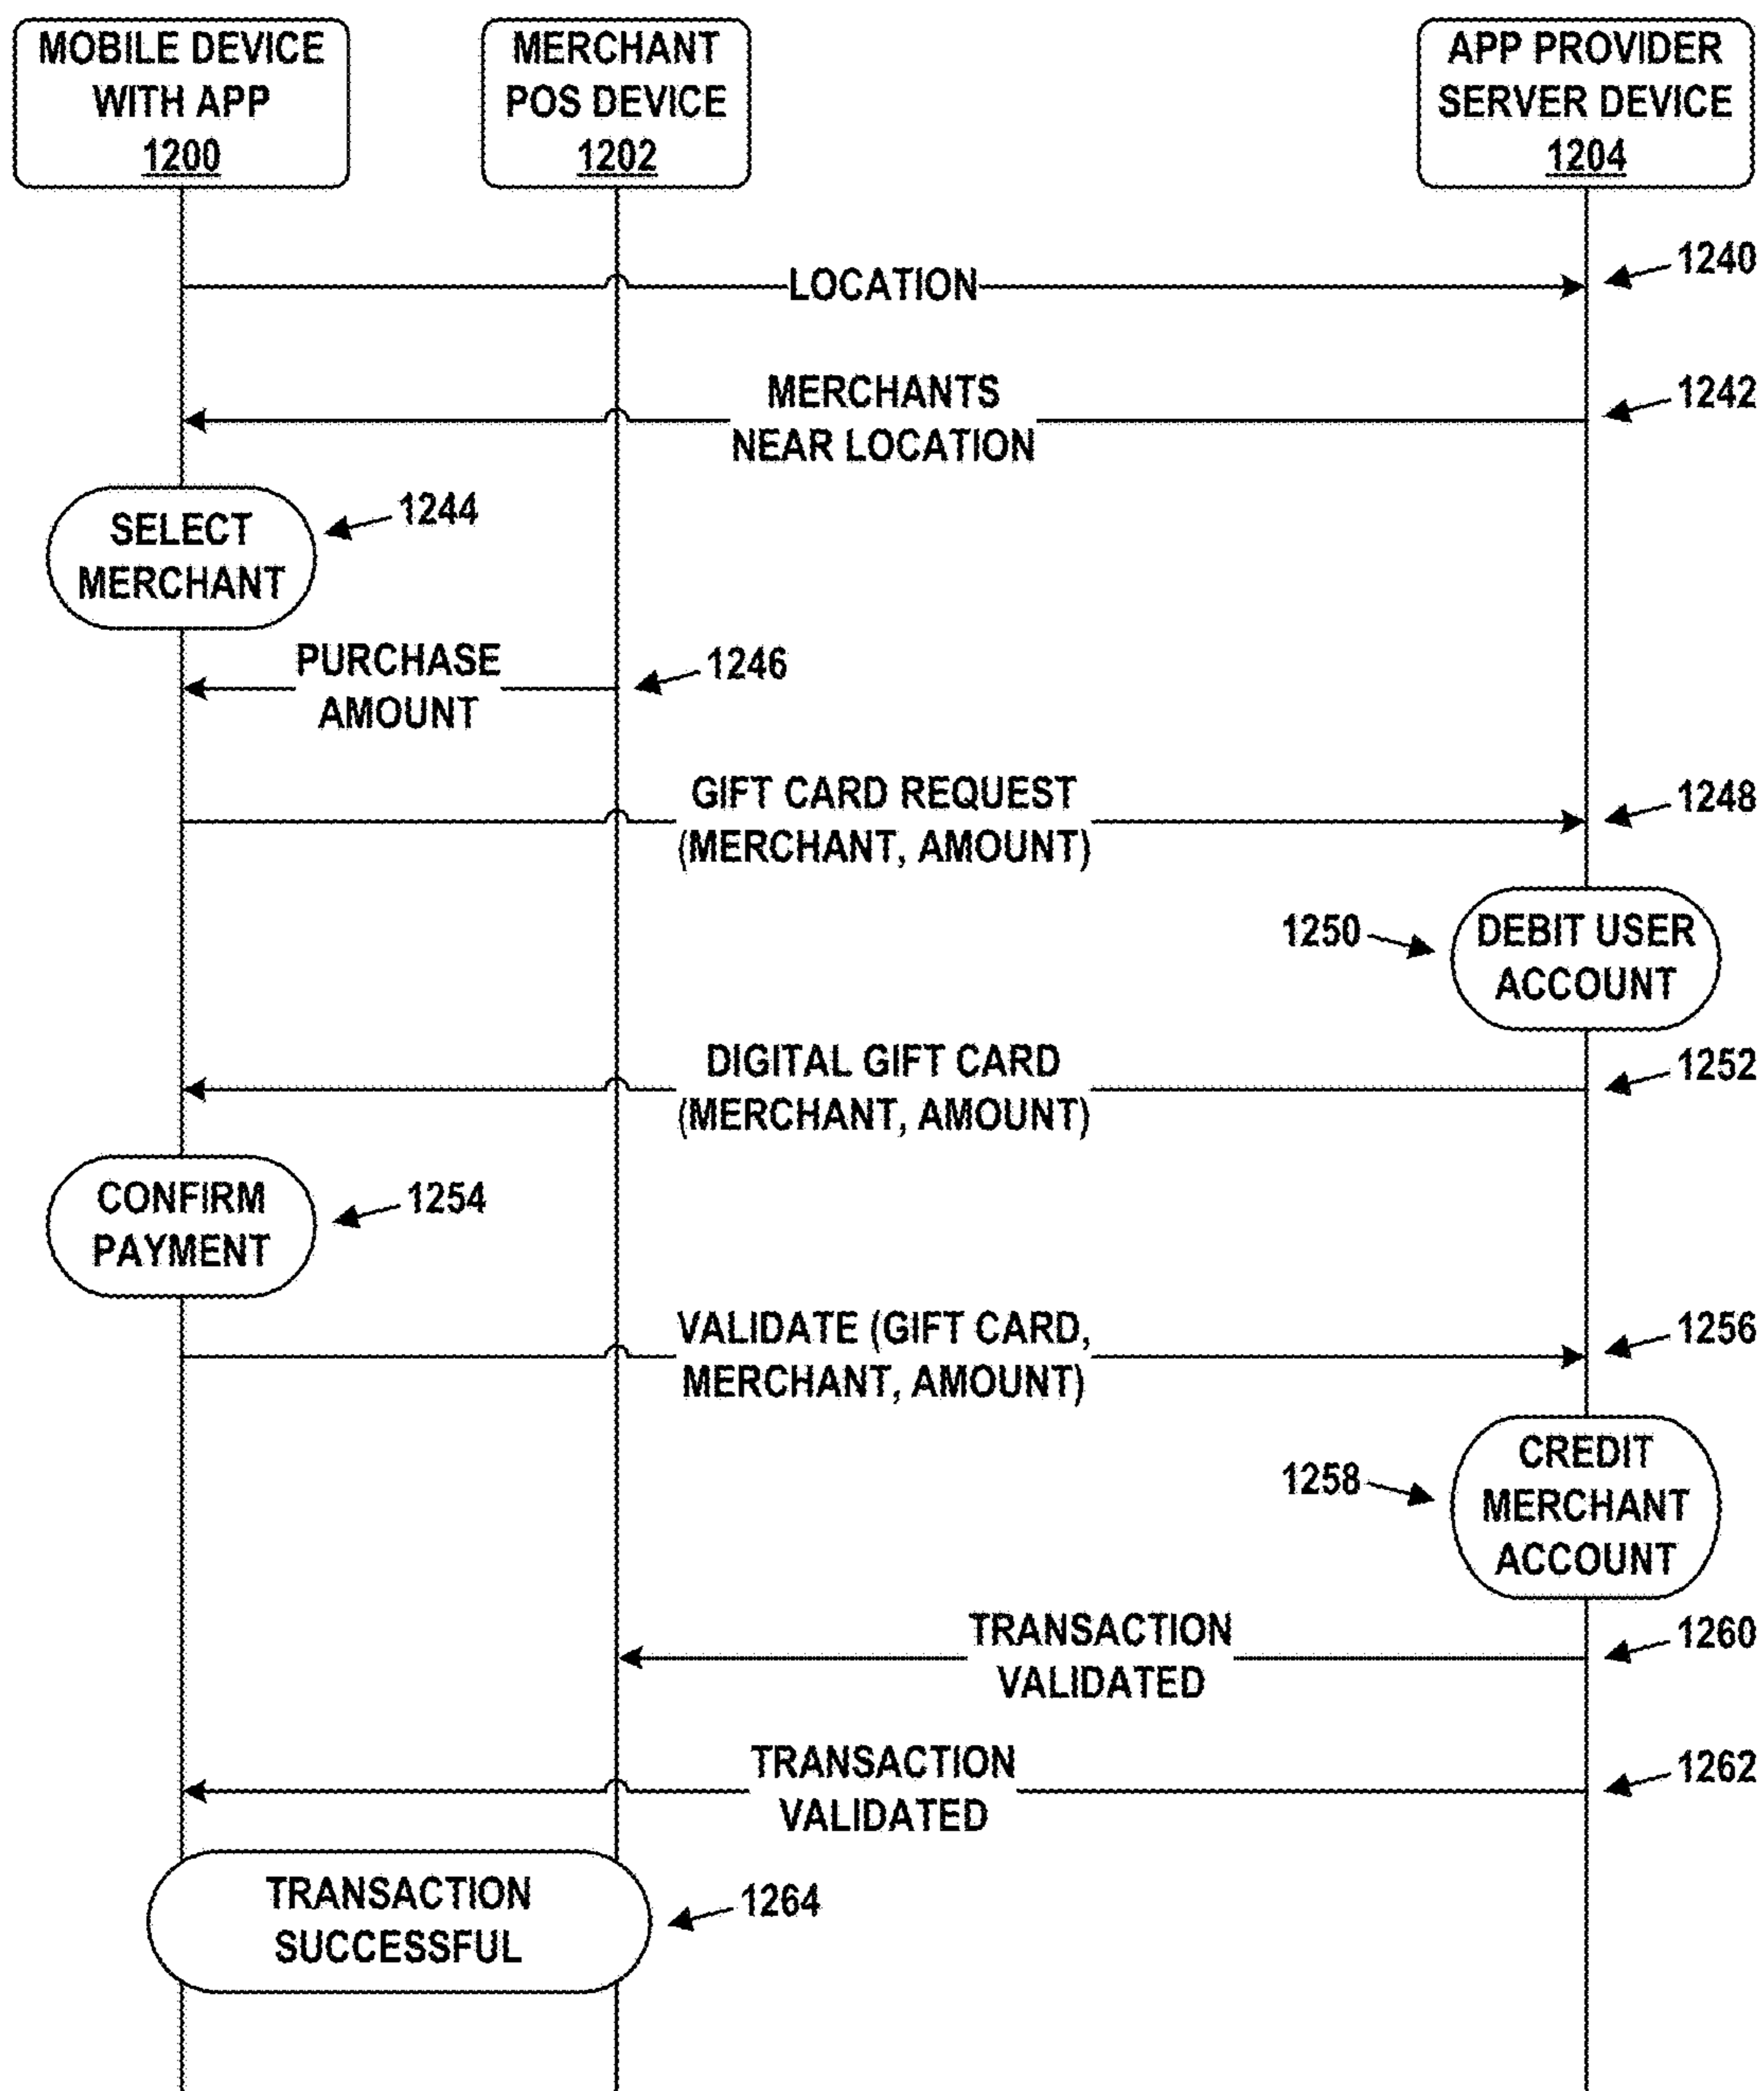 MOBILE DEVICE
WITH APP
1200
MERCHANT
POS DEVICE
1202
APP PROVIDER
SERVER DEVICE
1204
LOCATION
1240
MERCHANTS
NEAR LOCATION
1242
SELECT
MERCHANT
1244
PURCHASE
AMOUNT
1246
GIFT CARD REQUEST
(MERCHANT, AMOUNT)
1248
1250
DEBIT USER
ACCOUNT
DIGITAL GIFT CARD
(MERCHANT, AMOUNT)
1252
CONFIRM
PAYMENT
1254
VALIDATE (GIFT CARD,
MERCHANT, AMOUNT)
1256
1258
CREDIT
MERCHANT
ACCOUNT
TRANSACTION
VALIDATED
1260
TRANSACTION
VALIDATED
1262
TRANSACTION
SUCCESSFUL
1264